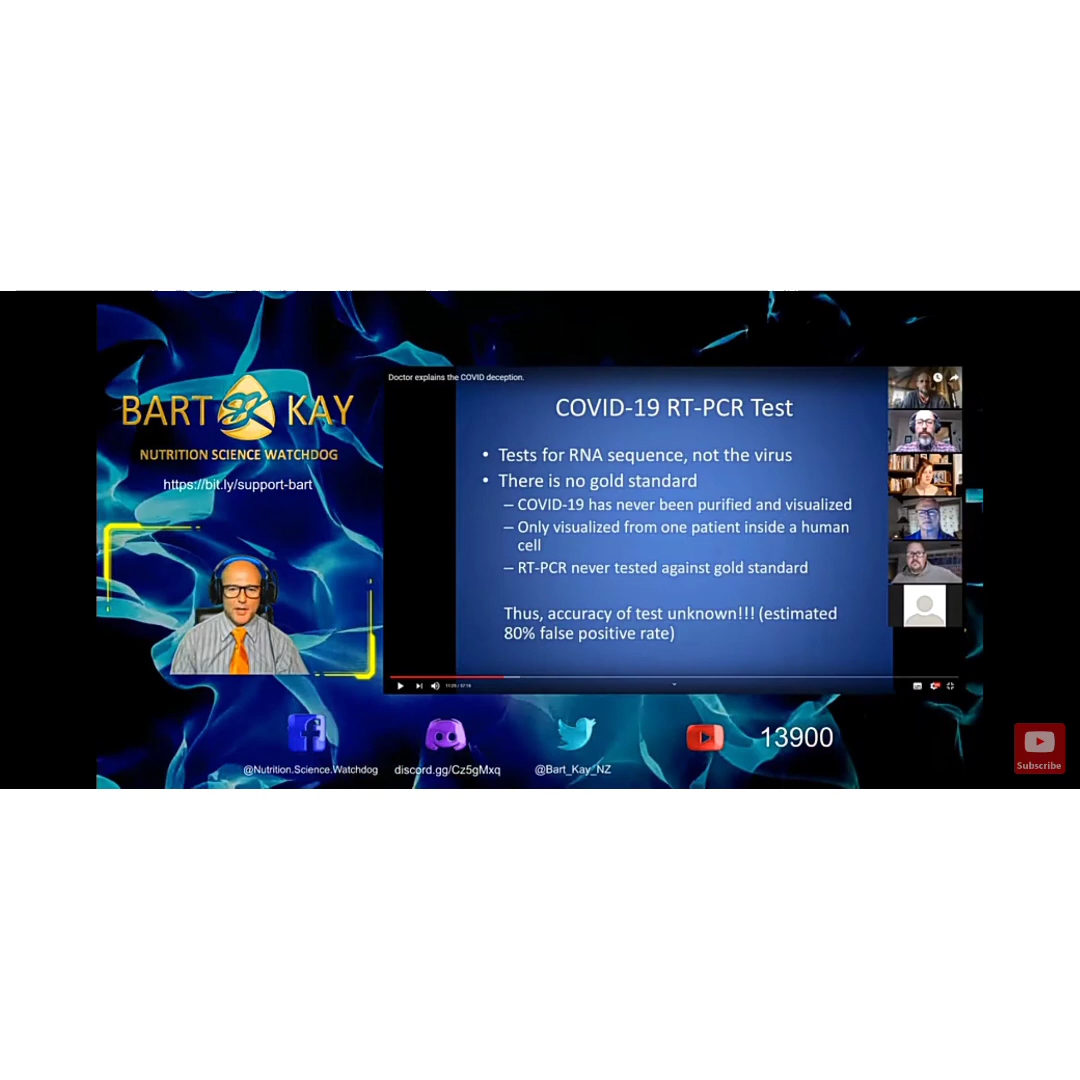 BART KAY
NUTRITION SCIENCE WATCHDOG
https://bit.ly/support-bart
Doctor explains the COVID deception.
COVID-19 RT-PCR Test
• Tests for RNA sequence, not the virus
• There is no gold standard
– COVID-19 has never been purified and visualized
– Only visualized from one patient inside a human
cell
– RT-PCR never tested against gold standard
Thus, accuracy of test unknown!!! (estimated
80% false positive rate)
@Nutrition.Science.Watchdog
discord.gg/Cz5gMxq
@Bart_Kay_NZ
13900
Subscribe